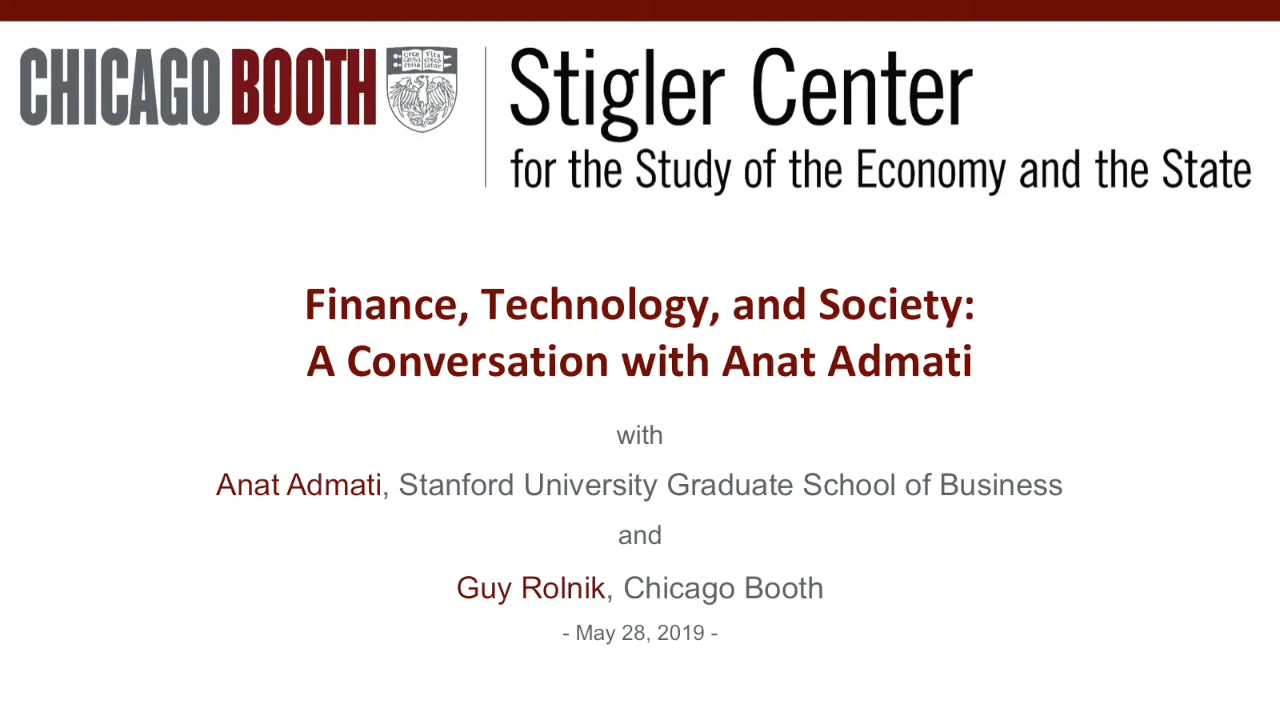 CHICAGO BOOTH
Stigler Center
for the Study of the Economy and the State
Finance, Technology, and Society:
A Conversation with Anat Admati
with
Anat Admati, Stanford University Graduate School of Business
and
Guy Rolnik, Chicago Booth
- May 28, 2019 -